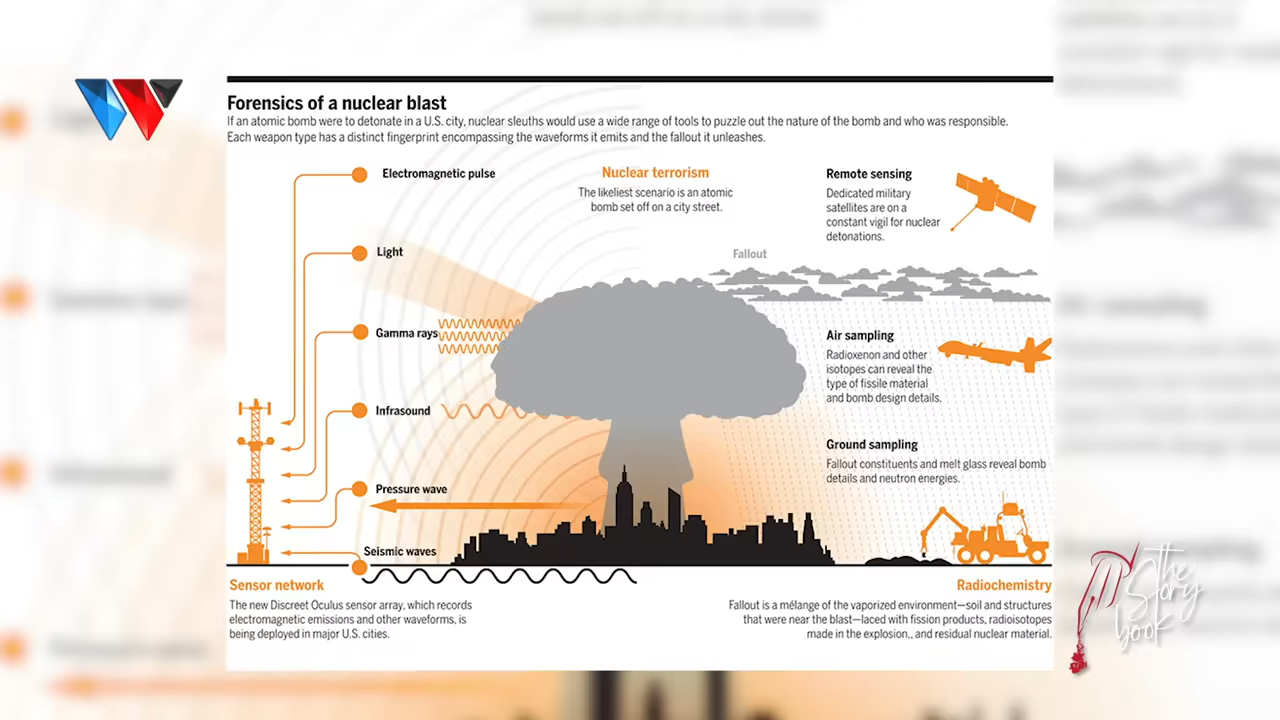 Forensics of a nuclear blast
If an atomic bomb were to detonate in a U.S. city, nuclear sleuths would use a wide range of tools to puzzle out the nature of the bomb and who was responsible.
Each weapon type has a distinct fingerprint encompassing the waveforms it emits and the fallout it unleashes.
Electromagnetic pulse
Light
Gamma rays
Infrasound
Pressure wave
Seismic waves
Sensor network
The new Discreet Oculus sensor array, which records
electromagnetic emissions and other waveforms, is
being deployed in major U.S. cities.
Nuclear terrorism
The likeliest scenario is an atomic
bomb set off on a city street.
Fallout
Remote sensing
Dedicated military
satellites are on a
constant vigil for nuclear
detonations.
Air sampling
Radioxenon and other
isotopes can reveal the
type of fissile material
and bomb design details.
Ground sampling
Fallout constituents and melt glass reveal bomb
details and neutron energies.
Radiochemistry
Fallout is a mélange of the vaporized environment—soil and structures
that were near the blast—laced with fission products, radioisotopes
made in the explosion., and residual nuclear material.
the
Story
book